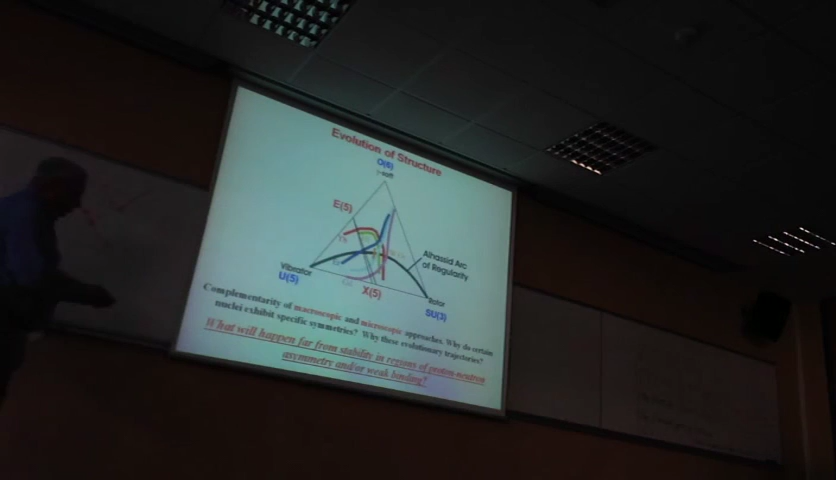 Evolution of Structure
O(6)
γ-soft
E(5)
Alhassid Arc
of Regularity
Vibrator
U(5)
X(5)
Rotor
SU(3)
Complementarity of macroscopic and microscopic approaches. Why do certain
nuclei exhibit specific symmetries? Why these evolutionary trajectories?
What will happen far from stability in regions of proton-neutron
asymmetry and/or weak binding?